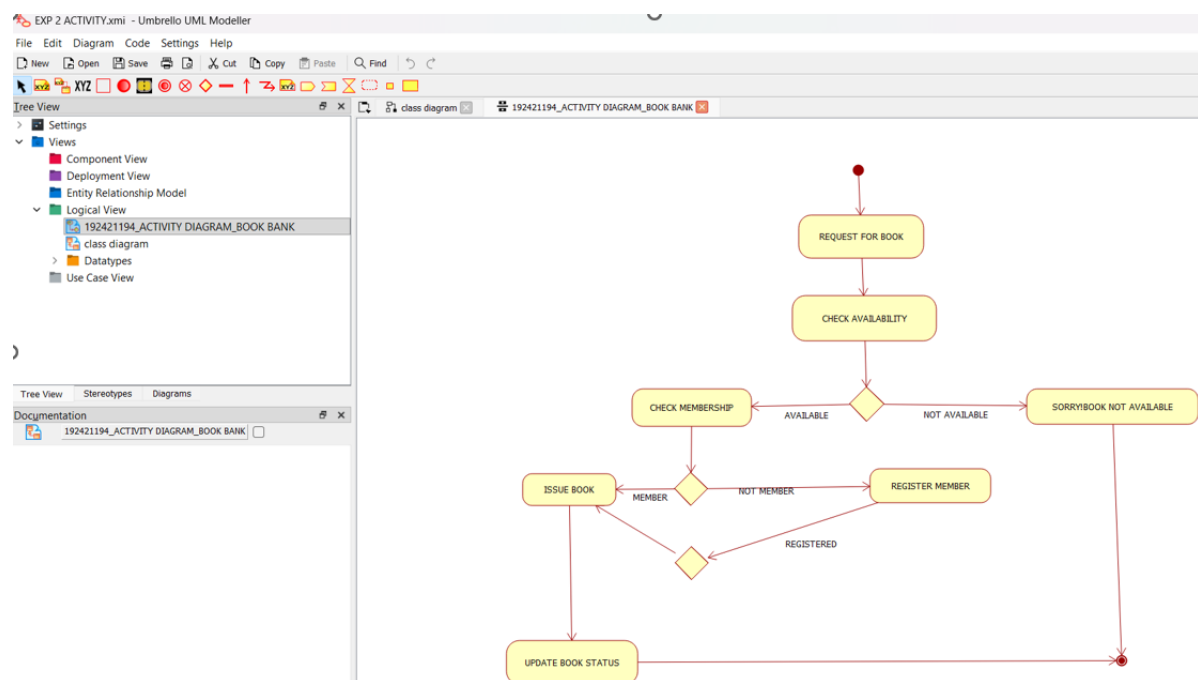 EXP 2 ACTIVITY.xmi - Umbrello UML Modeller
File Edit Diagram Code Settings Help
New Open Save Cut Copy Paste Find
XYZ XYZ XYZ
Tree View
class diagram
192421194_ACTIVITY DIAGRAM_BOOK BANK
Settings
Views
Component View
Deployment View
Entity Relationship Model
Logical View
192421194_ACTIVITY DIAGRAM_BOOK BANK
class diagram
Datatypes
Use Case View
Tree View Stereotypes Diagrams
Documentation
192421194_ACTIVITY DIAGRAM_BOOK BANK
REQUEST FOR BOOK
CHECK AVAILABILITY
CHECK MEMBERSHIP
AVAILABLE
NOT AVAILABLE
SORRY!BOOK NOT AVAILABLE
ISSUE BOOK
MEMBER
NOT MEMBER
REGISTER MEMBER
REGISTERED
UPDATE BOOK STATUS